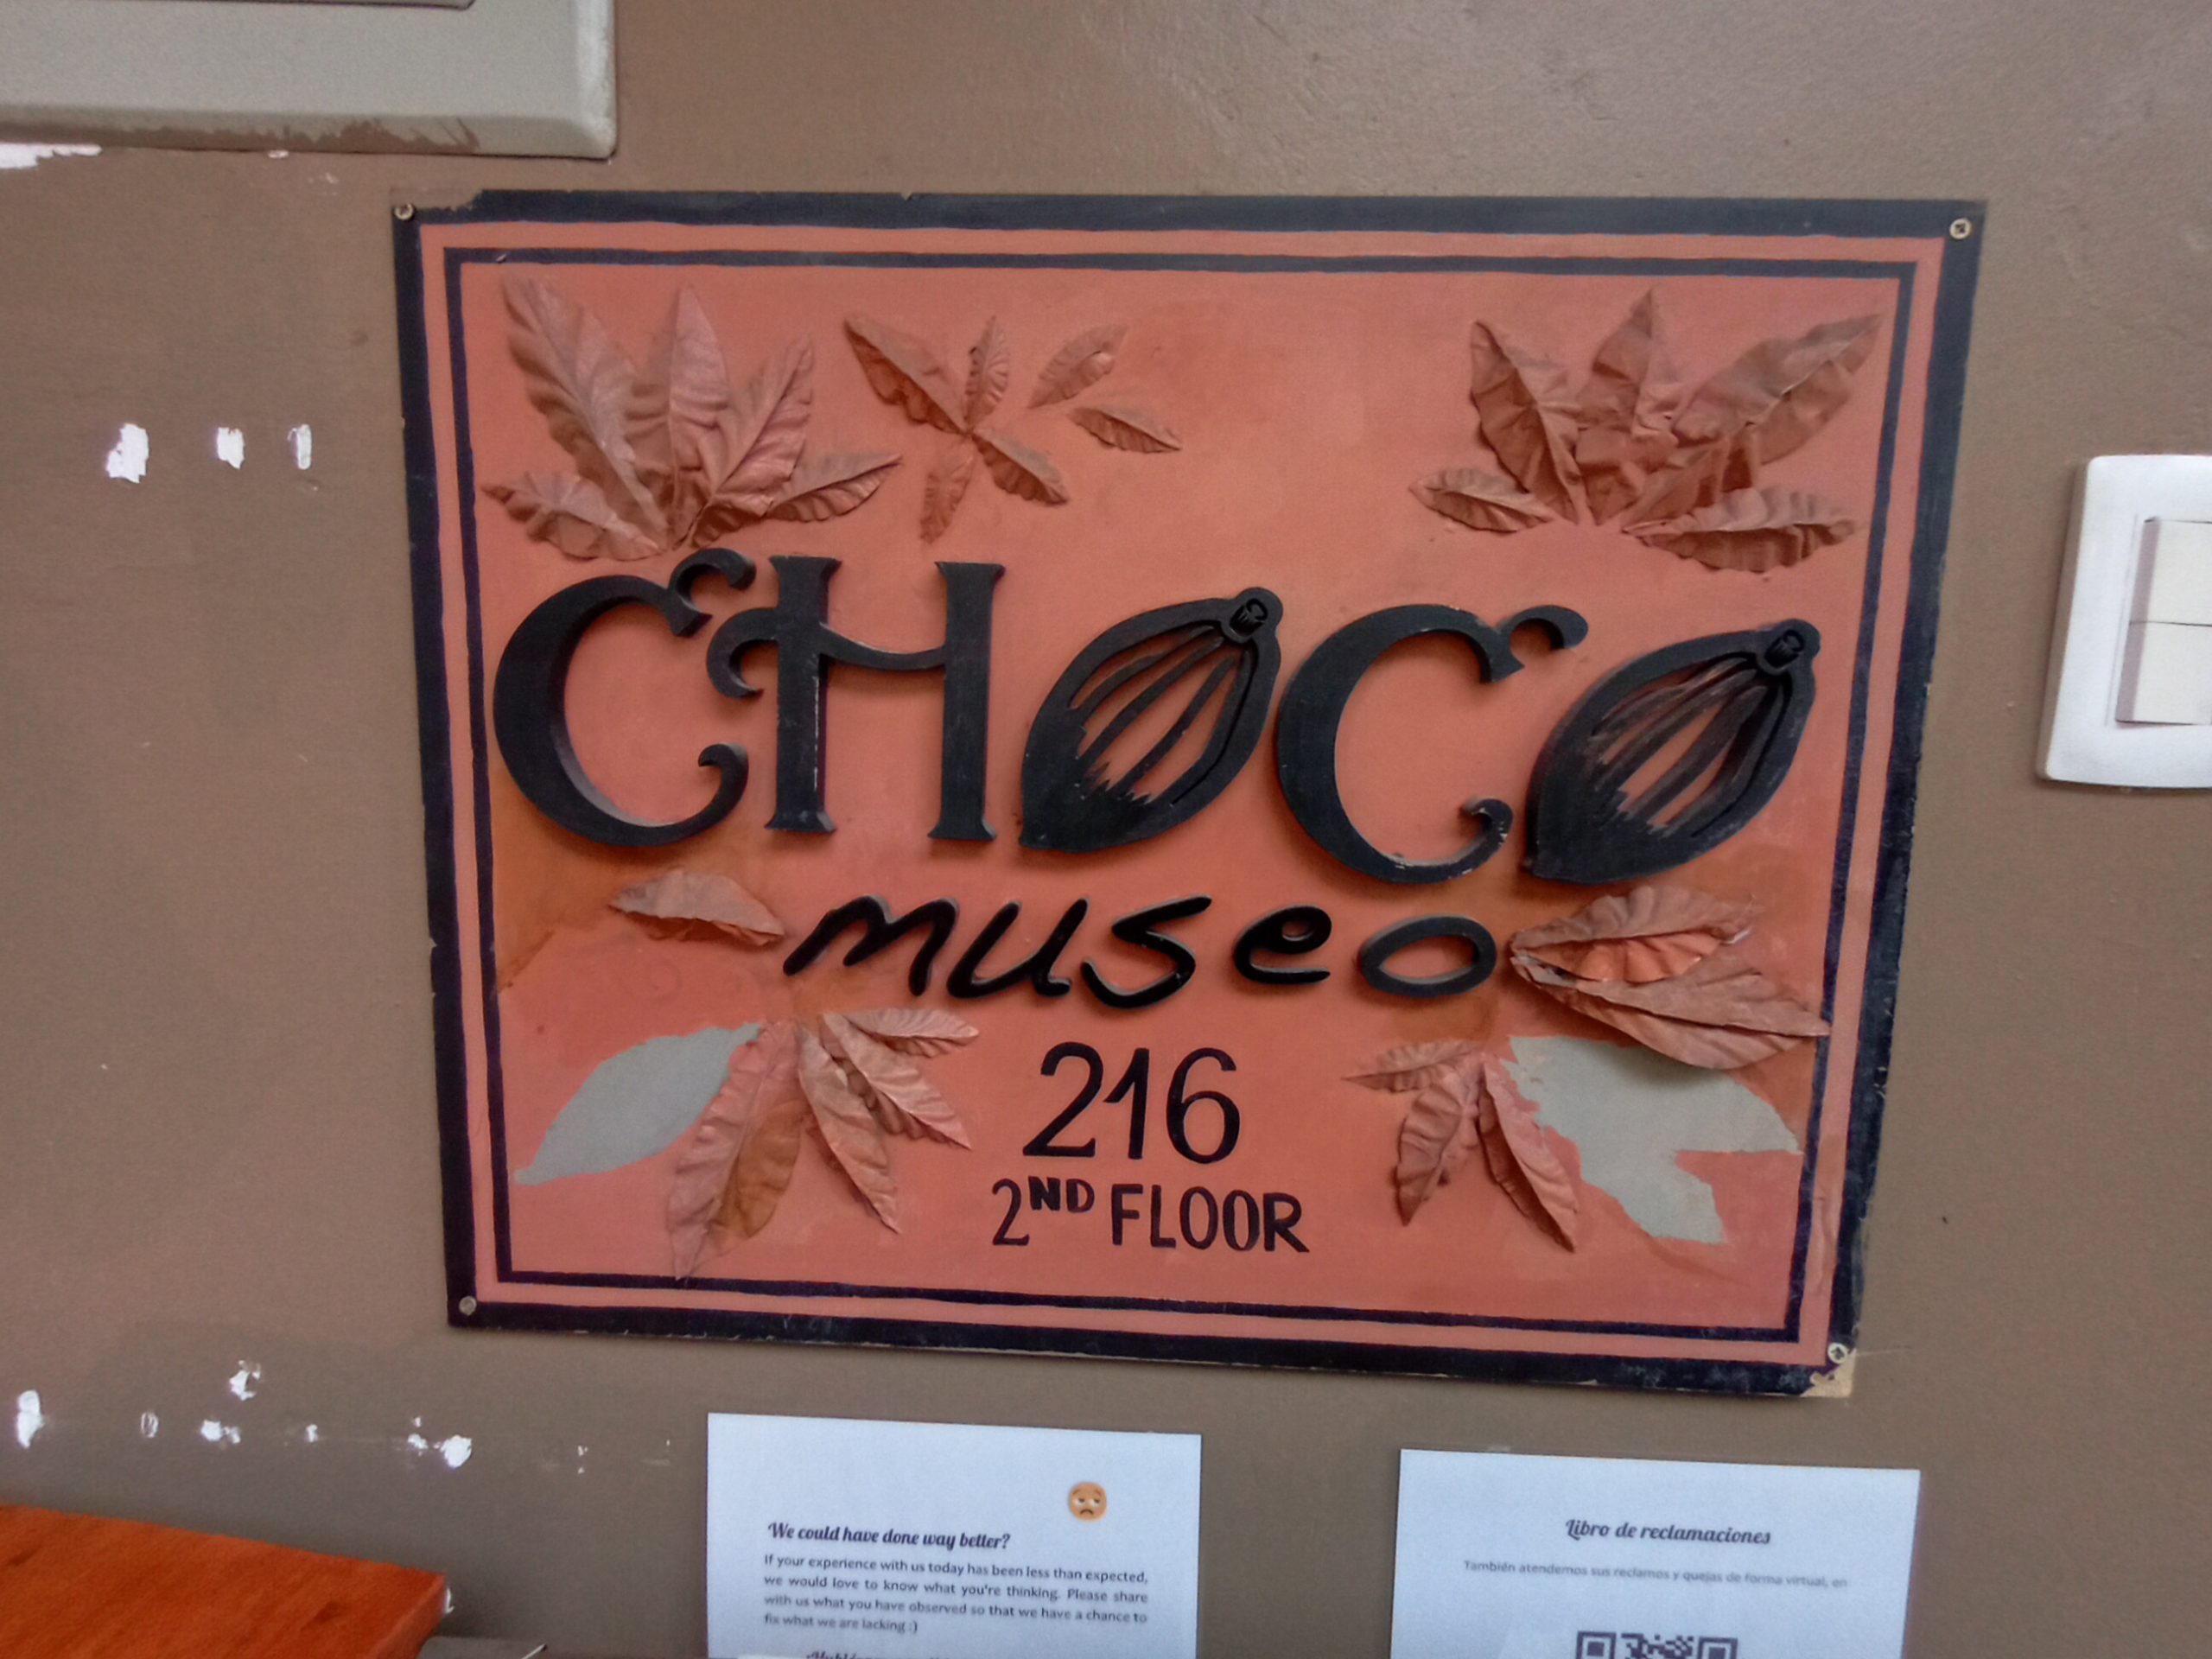 CHOCO
museo
216
2ND FLOOR
We could have done way better?
If your experience with us today has been less than expected,
we would love to know what you're thinking. Please share
with us what you have observed so that we have a chance to
fix what we are lacking :)
Libro de reclamaciones
También atendemos sus reclamos y quejas de forma virtual, en